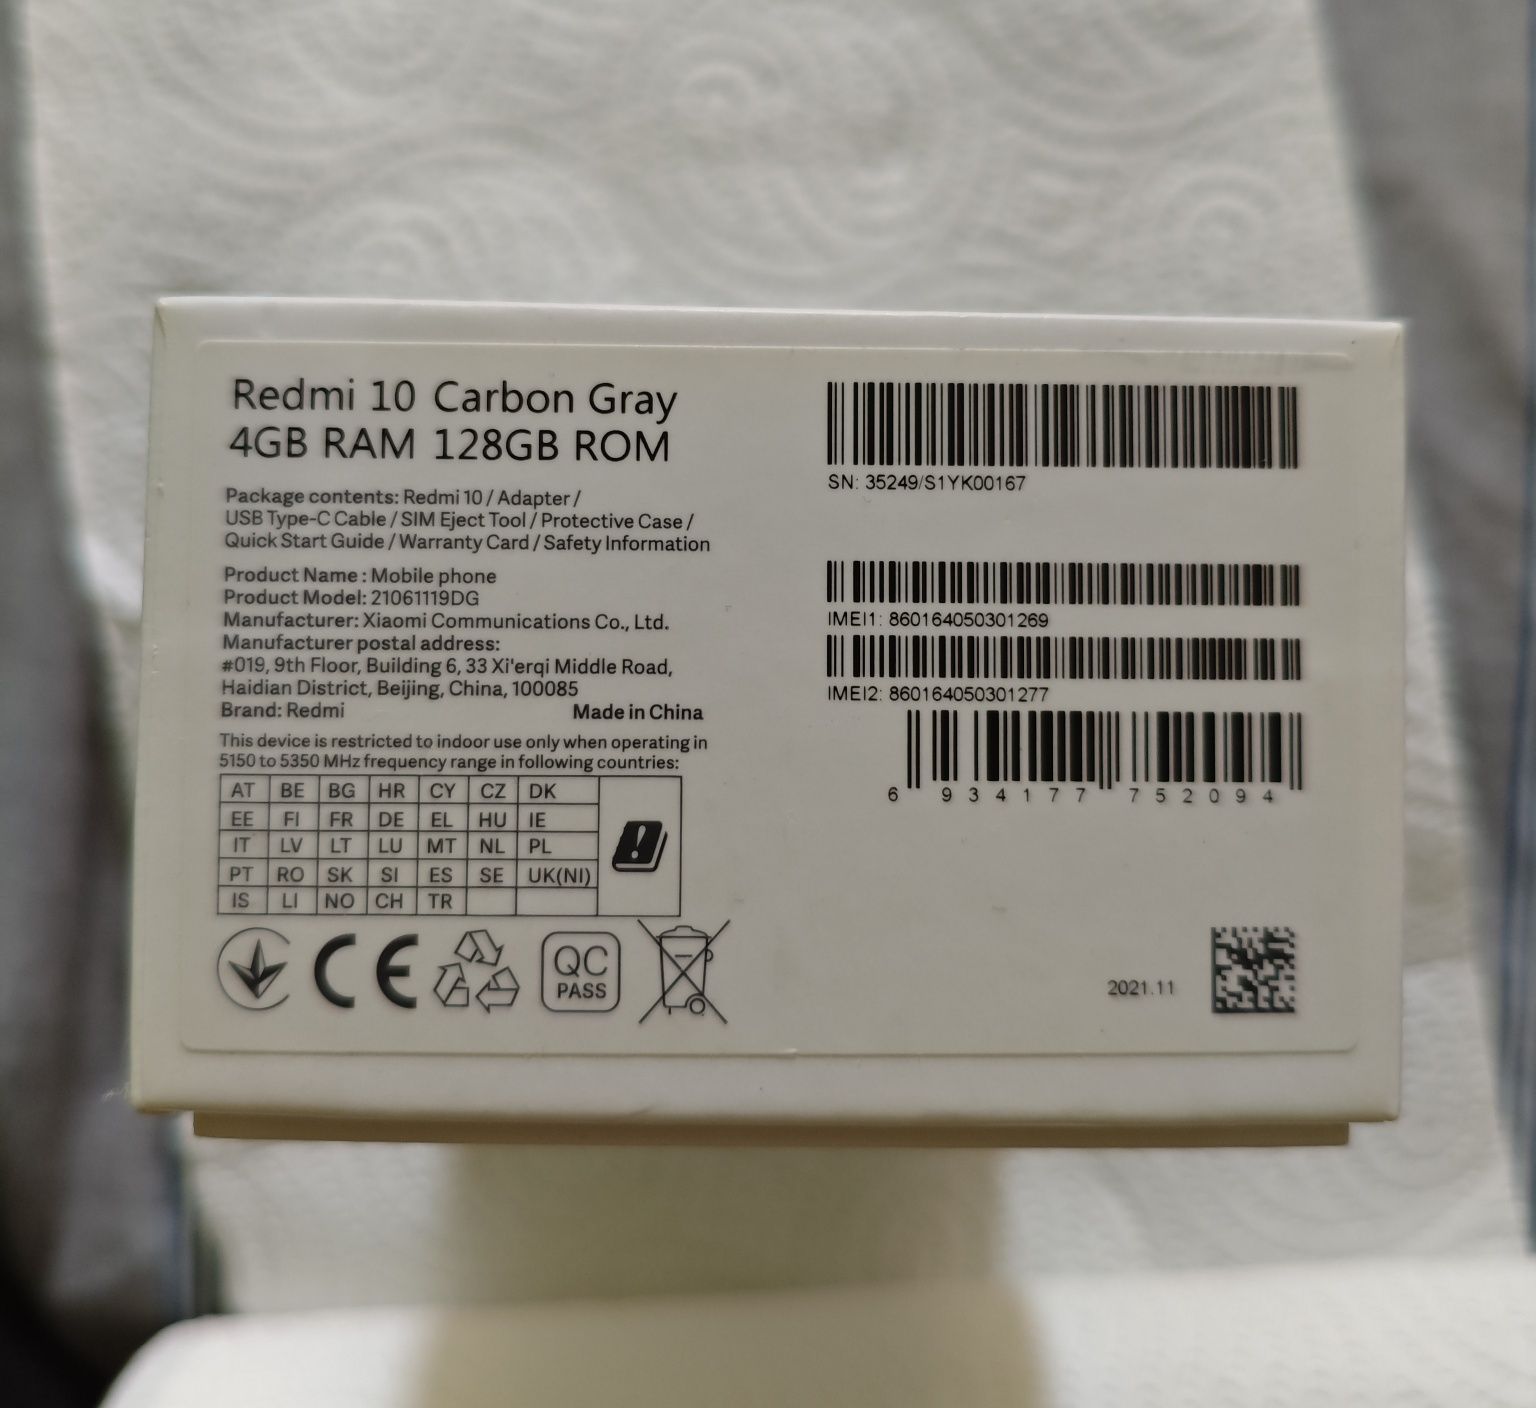 Redmi 10 Carbon Gray
4GB RAM 128GB ROM
Package contents: Redmi 10 / Adapter /
USB Type-C Cable / SIM Eject Tool / Protective Case /
Quick Start Guide / Warranty Card / Safety Information
Product Name : Mobile phone
Product Model: 21061119DG
Manufacturer: Xiaomi Communications Co., Ltd.
Manufacturer postal address:
#019, 9th Floor, Building 6, 33 Xi'erqi Middle Road,
Haidian District, Beijing, China, 100085
Brand: Redmi Made in China
This device is restricted to indoor use only when operating in
5150 to 5350 MHz frequency range in following countries:
AT BE BG HR CY CZ DK
EE FI FR DE EL HU IE
IT LV LT LU MT NL PL
PT RO SK SI ES SE UK(NI)
IS LI NO CH TR
CE
QC
PASS
SN: 35249/S1YK00167
IMEI1: 860164050301269
IMEI2: 860164050301277
6 934177 752094
2021.11